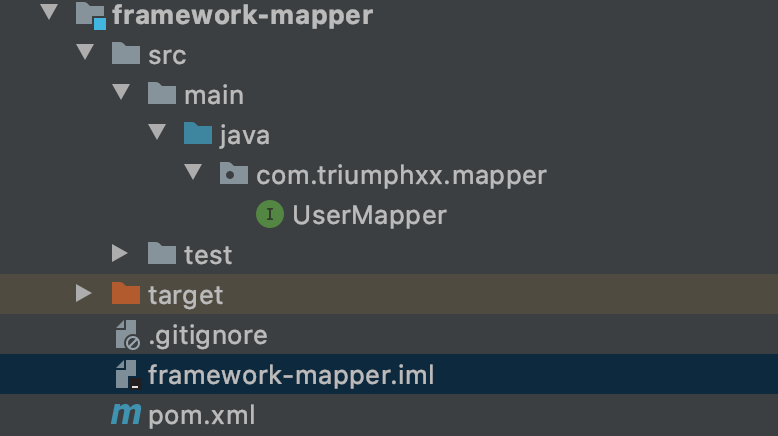 framework-mapper
src
main
java
com.triumphxx.mapper
I UserMapper
test
target
.gitignore
framework-mapper.iml
m pom.xml